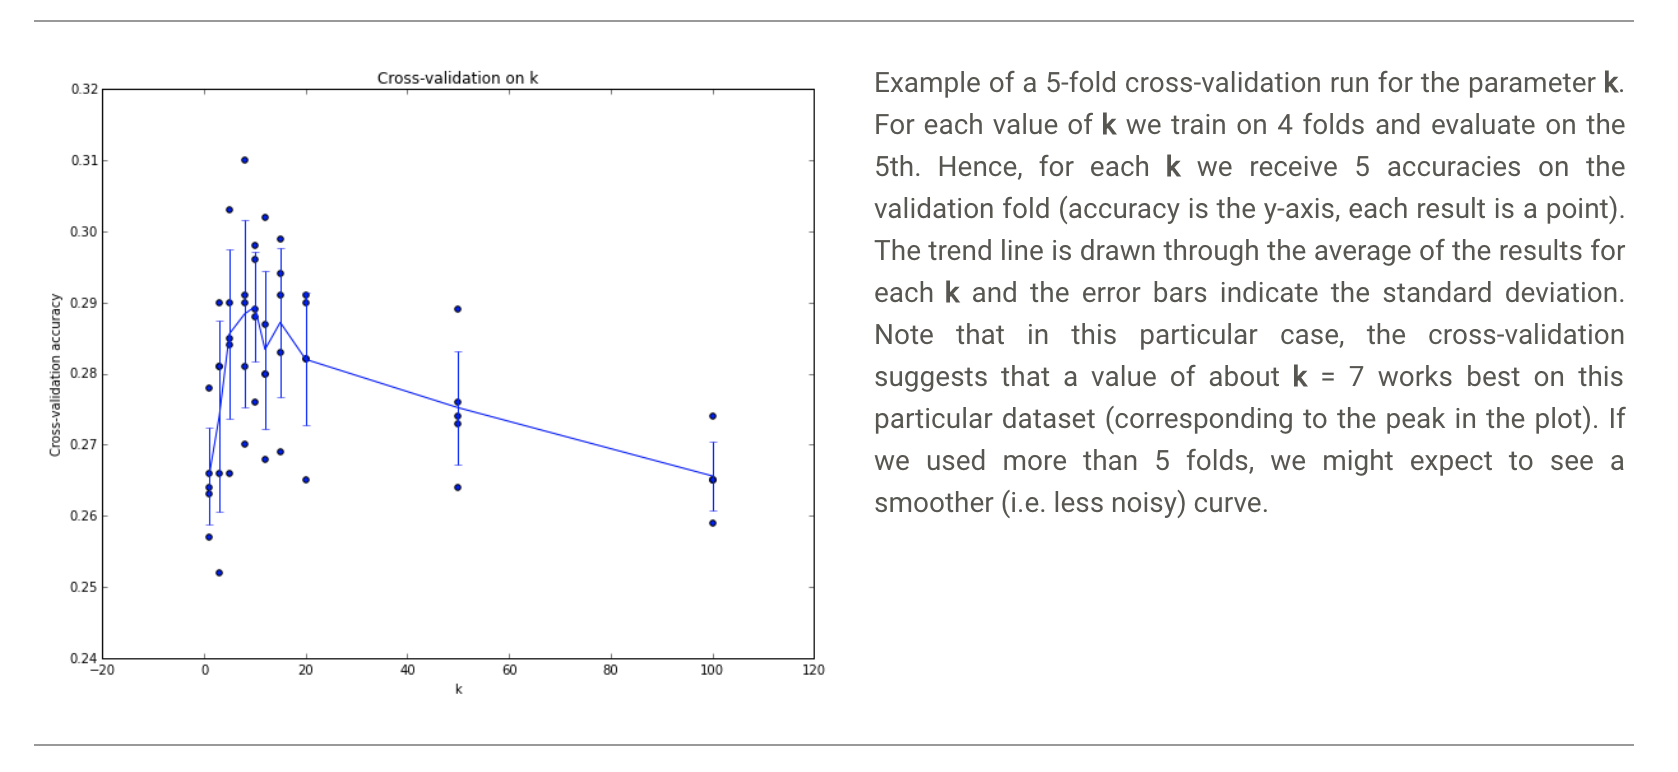 Cross-validation on k
0.32
0.31
0.30
0.29
0.28
0.27
0.26
0.25
0.24
Cross-validation accuracy
−20 0 20 40 60 80 100 120
k
Example of a 5-fold cross-validation run for the parameter k.
For each value of k we train on 4 folds and evaluate on the
5th. Hence, for each k we receive 5 accuracies on the
validation fold (accuracy is the y-axis, each result is a point).
The trend line is drawn through the average of the results for
each k and the error bars indicate the standard deviation.
Note that in this particular case, the cross-validation
suggests that a value of about k = 7 works best on this
particular dataset (corresponding to the peak in the plot). If
we used more than 5 folds, we might expect to see a
smoother (i.e. less noisy) curve.